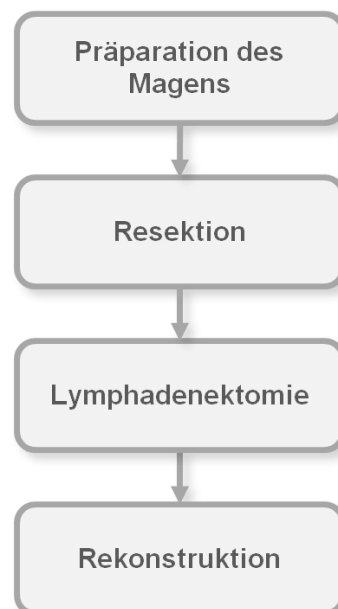 Präparation des
Magens
Resektion
Lymphadenektomie
Rekonstruktion